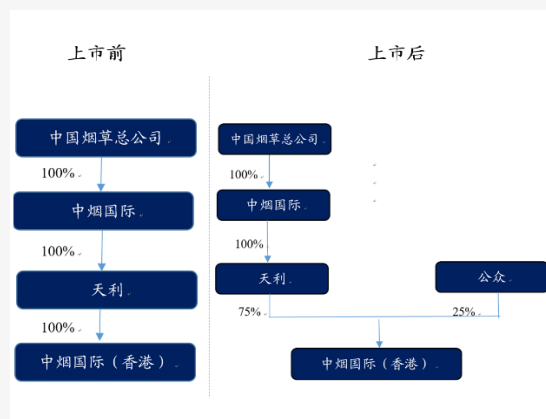 上市前
中国烟草总公司
100%
中烟国际
100%
天利
100%
中烟国际（香港）
上市后
中国烟草总公司
100%
中烟国际
100%
天利
公众
75%
25%
中烟国际（香港）